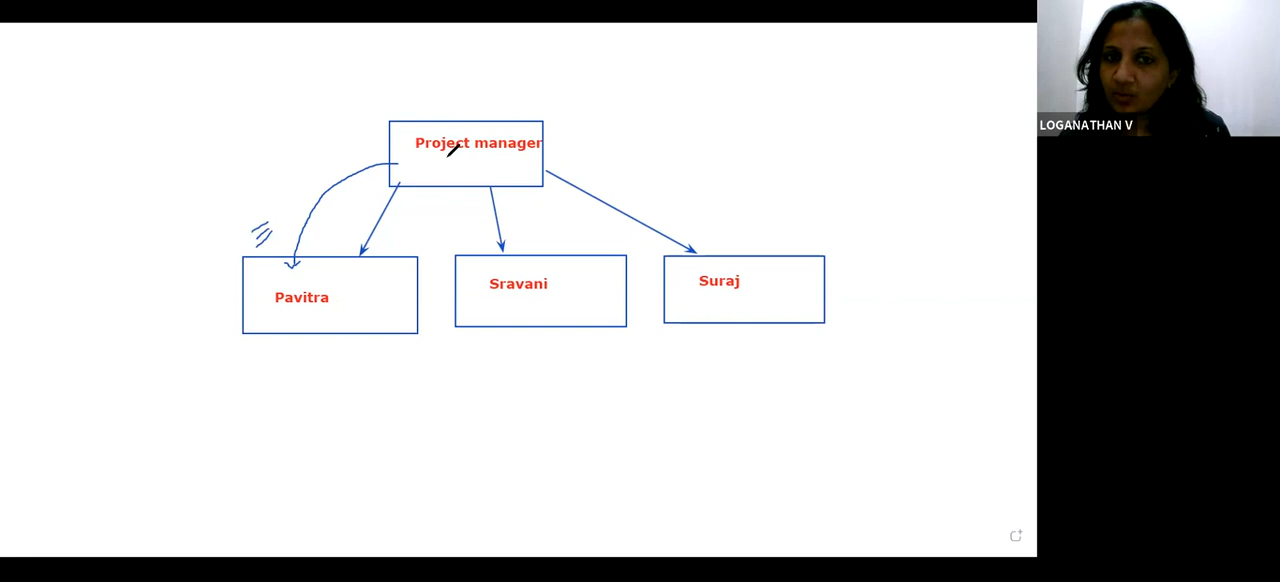 Project manager
LOGANATHAN V
Pavitra
Sravani
Suraj